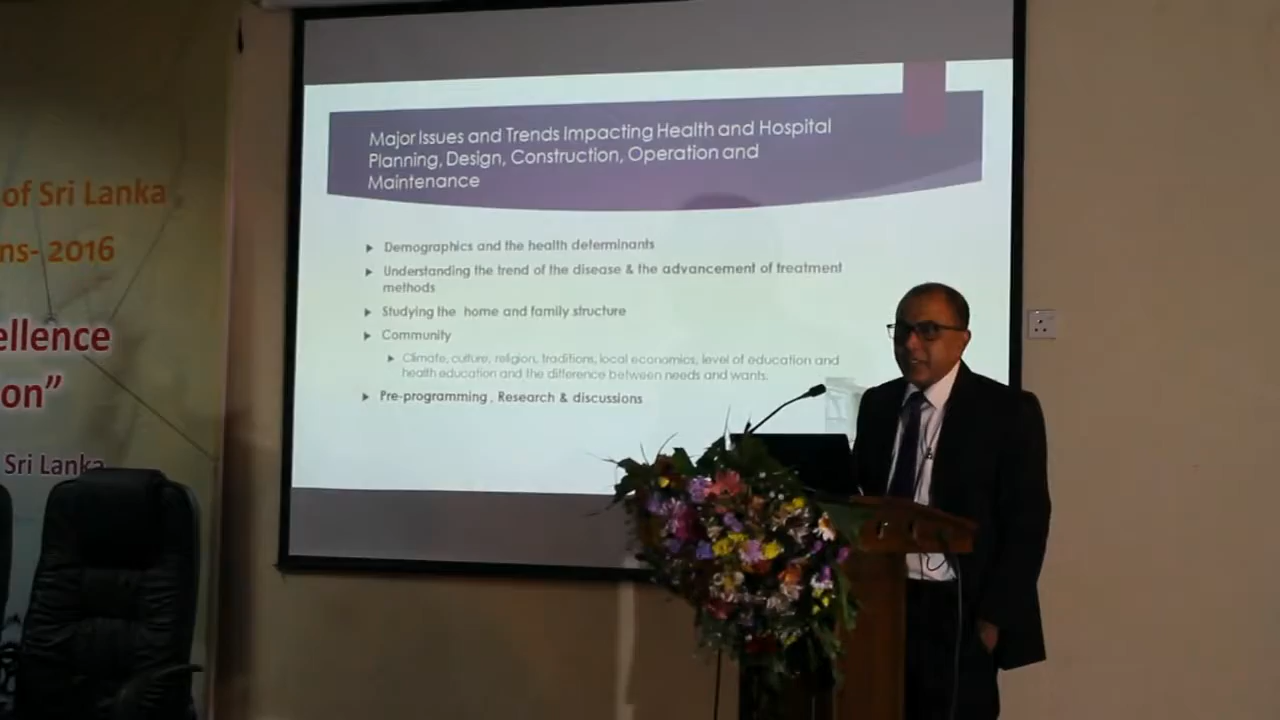 of Sri Lanka
ns- 2016
ellence
on”
Sri Lanka
Major Issues and Trends Impacting Health and Hospital
Planning, Design, Construction, Operation and
Maintenance
Demographics and the health determinants
Understanding the trend of the disease & the advancement of treatment
methods
Studying the home and family structure
Community
Climate, culture, religion, traditions, local economics, level of education and
health education and the difference between needs and wants.
Pre-programming , Research & discussions